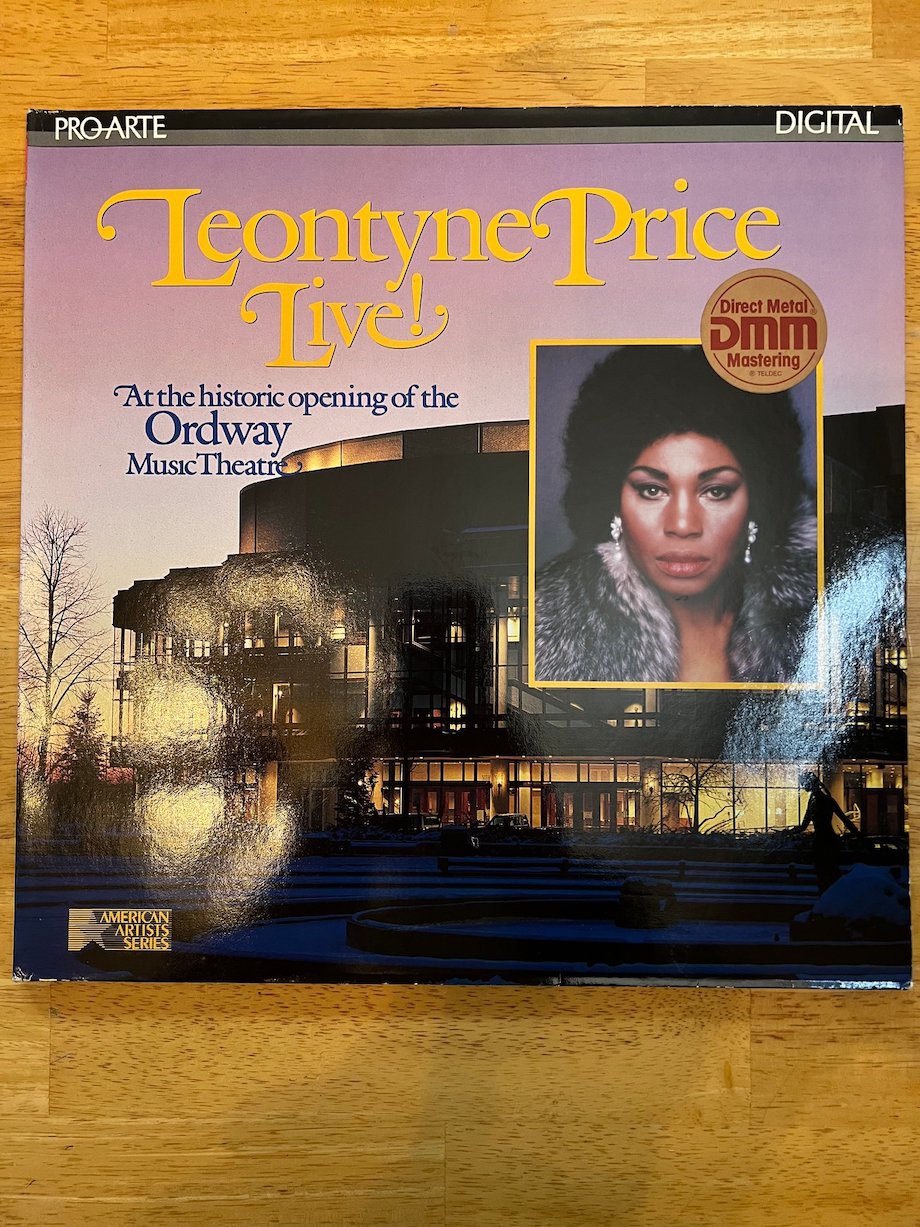 PRO-ARTE
DIGITAL
Leontyne Price
Live!
At the historic opening of the
Ordway
Music Theatre
Direct Metal®
DMM
Mastering
℗ TELDEC
AMERICAN
ARTISTS
SERIES